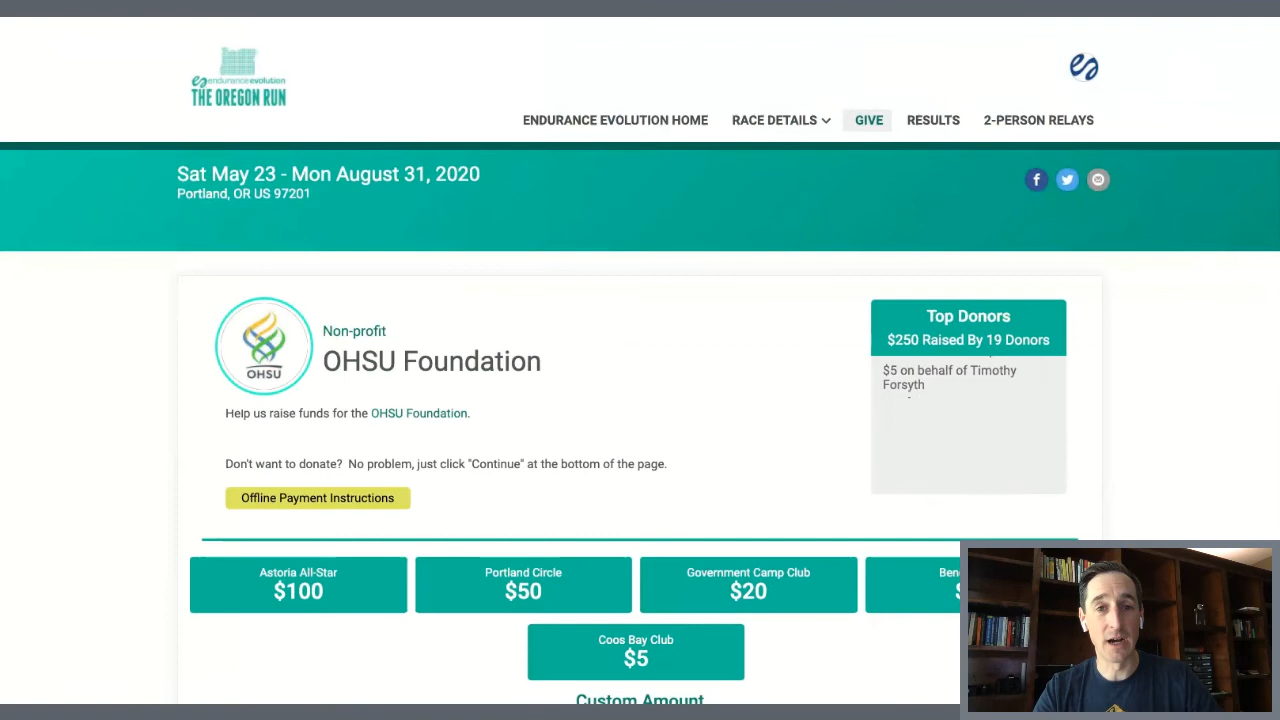 endurance evolution
THE OREGON RUN
ENDURANCE EVOLUTION HOME
RACE DETAILS
GIVE
RESULTS
2-PERSON RELAYS
Sat May 23 - Mon August 31, 2020
Portland, OR US 97201
OHSU
Non-profit
OHSU Foundation
Help us raise funds for the OHSU Foundation.
Don't want to donate? No problem, just click "Continue" at the bottom of the page.
Offline Payment Instructions
Top Donors
$250 Raised By 19 Donors
$5 on behalf of Timothy
Forsyth
Astoria All-Star
$100
Portland Circle
$50
Government Camp Club
$20
Coos Bay Club
$5
Custom Amount